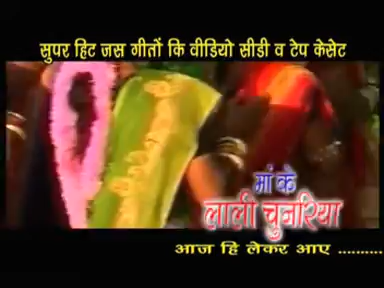 सुपर हिट जस गीतों कि वीडियो सीडी व टेप केसेट
मां के
लाली चुनरिया
आज हि लेकर आए ..........